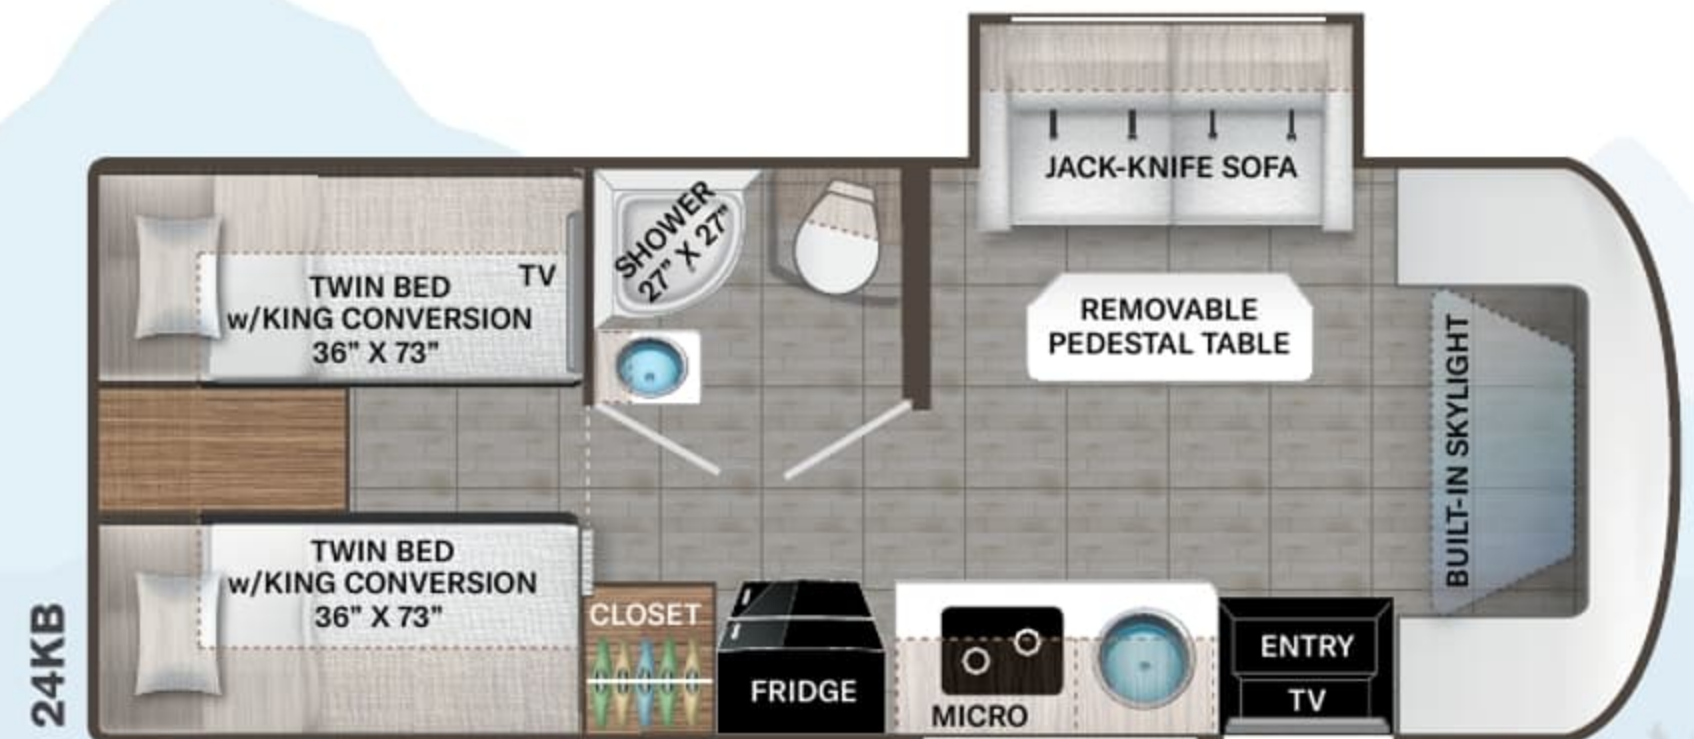 JACK-KNIFE SOFA
SHOWER
27" X 27"
TV
TWIN BED
w/KING CONVERSION
36" X 73"
REMOVABLE
PEDESTAL TABLE
BUILT-IN SKYLIGHT
TWIN BED
w/KING CONVERSION
36" X 73"
CLOSET
FRIDGE
MICRO
ENTRY
TV
24KB